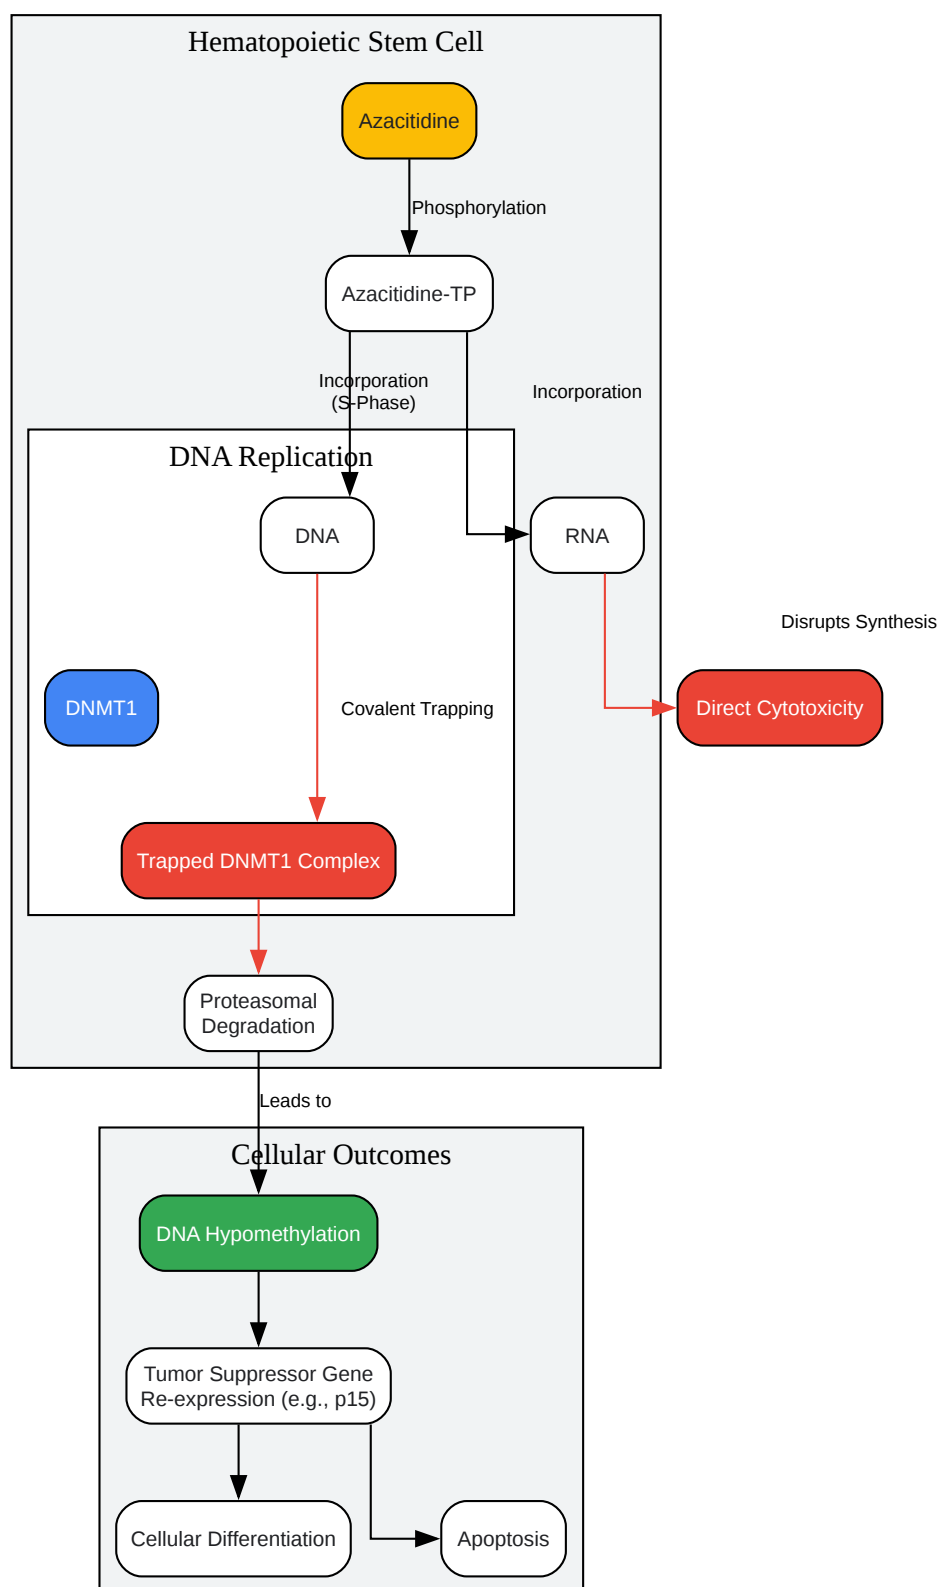 Hematopoietic Stem Cell
Azacitidine
Phosphorylation
Azacitidine-TP
Incorporation
(S-Phase)
Incorporation
DNA Replication
DNA
RNA
Disrupts Synthesis
DNMT1
Covalent Trapping
Direct Cytotoxicity
Trapped DNMT1 Complex
Proteasomal
Degradation
Leads to
Cellular Outcomes
DNA Hypomethylation
Tumor Suppressor Gene
Re-expression (e.g., p15)
Cellular Differentiation
Apoptosis